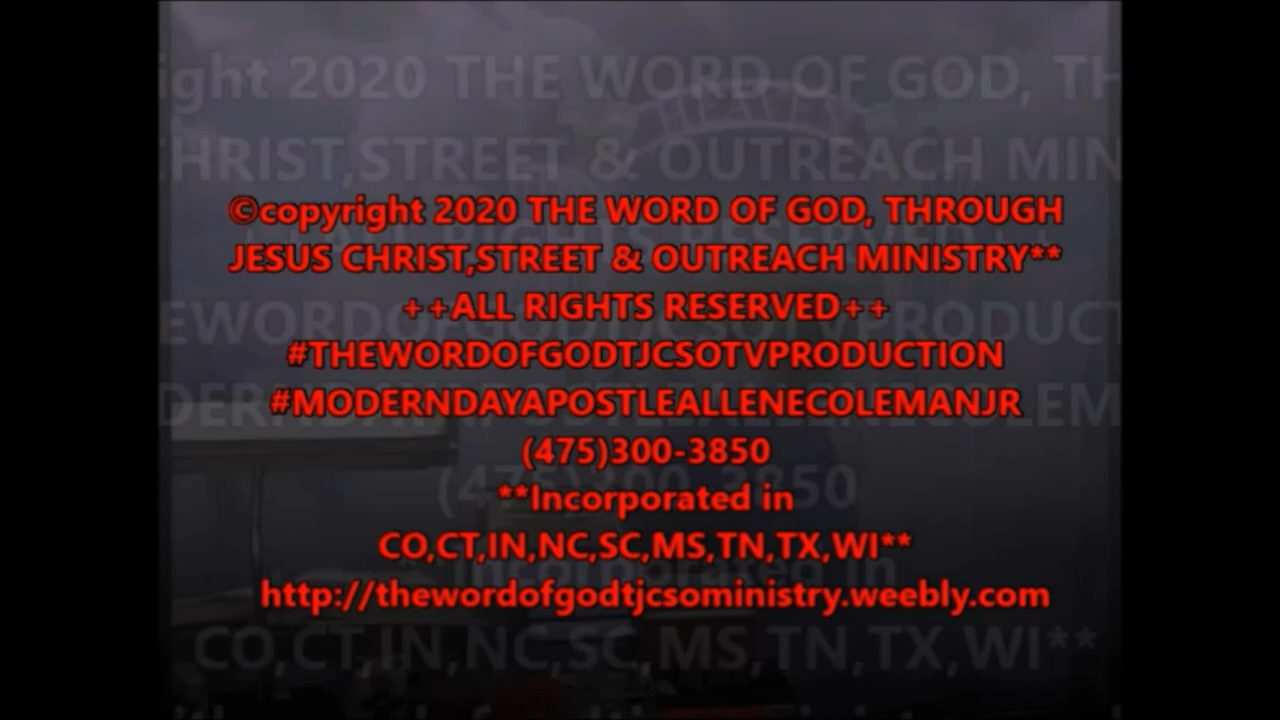 ©copyright 2020 THE WORD OF GOD, THROUGH
JESUS CHRIST,STREET & OUTREACH MINISTRY**
++ALL RIGHTS RESERVED++
#THEWORDOFGODTJCSOTVPRODUCTION
#MODERNDAYAPOSTLEALLENECOLEMANJR
(475)300-3850
**Incorporated in
CO,CT,IN,NC,SC,MS,TN,TX,WI**
http://thewordofgodtjcsoministry.weebly.com